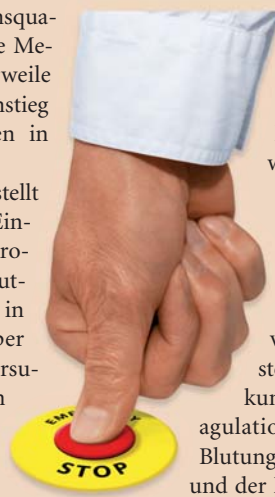 nsqua-
e Me-
weile
nstieg
en in
stellt
Ein-
ro-
ut-
in
ber
rsu-
n
w
v
ste
kun
agulatio
Blutung
und der
STOP